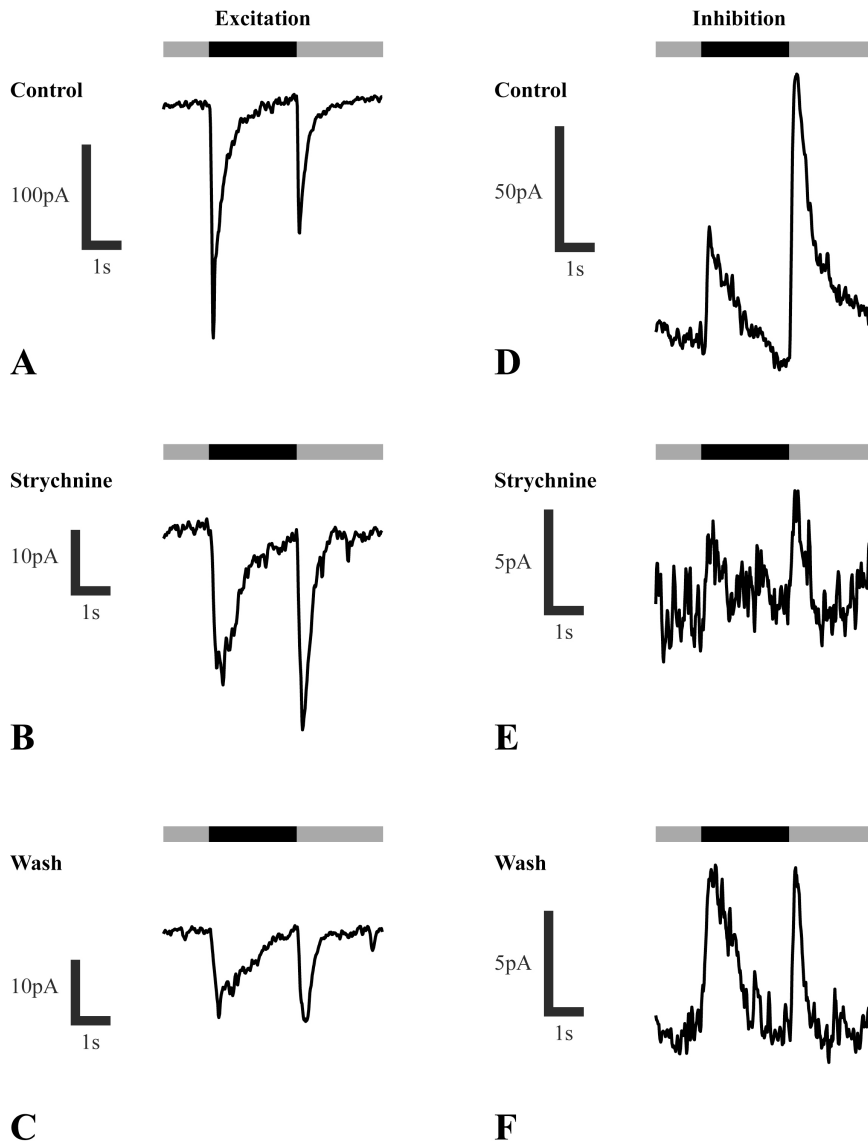 Excitation
Control
100pA
1s
A
Strychnine
10pA
1s
B
Wash
10pA
1s
C
Inhibition
Control
50pA
1s
D
Strychnine
5pA
1s
E
Wash
5pA
1s
F